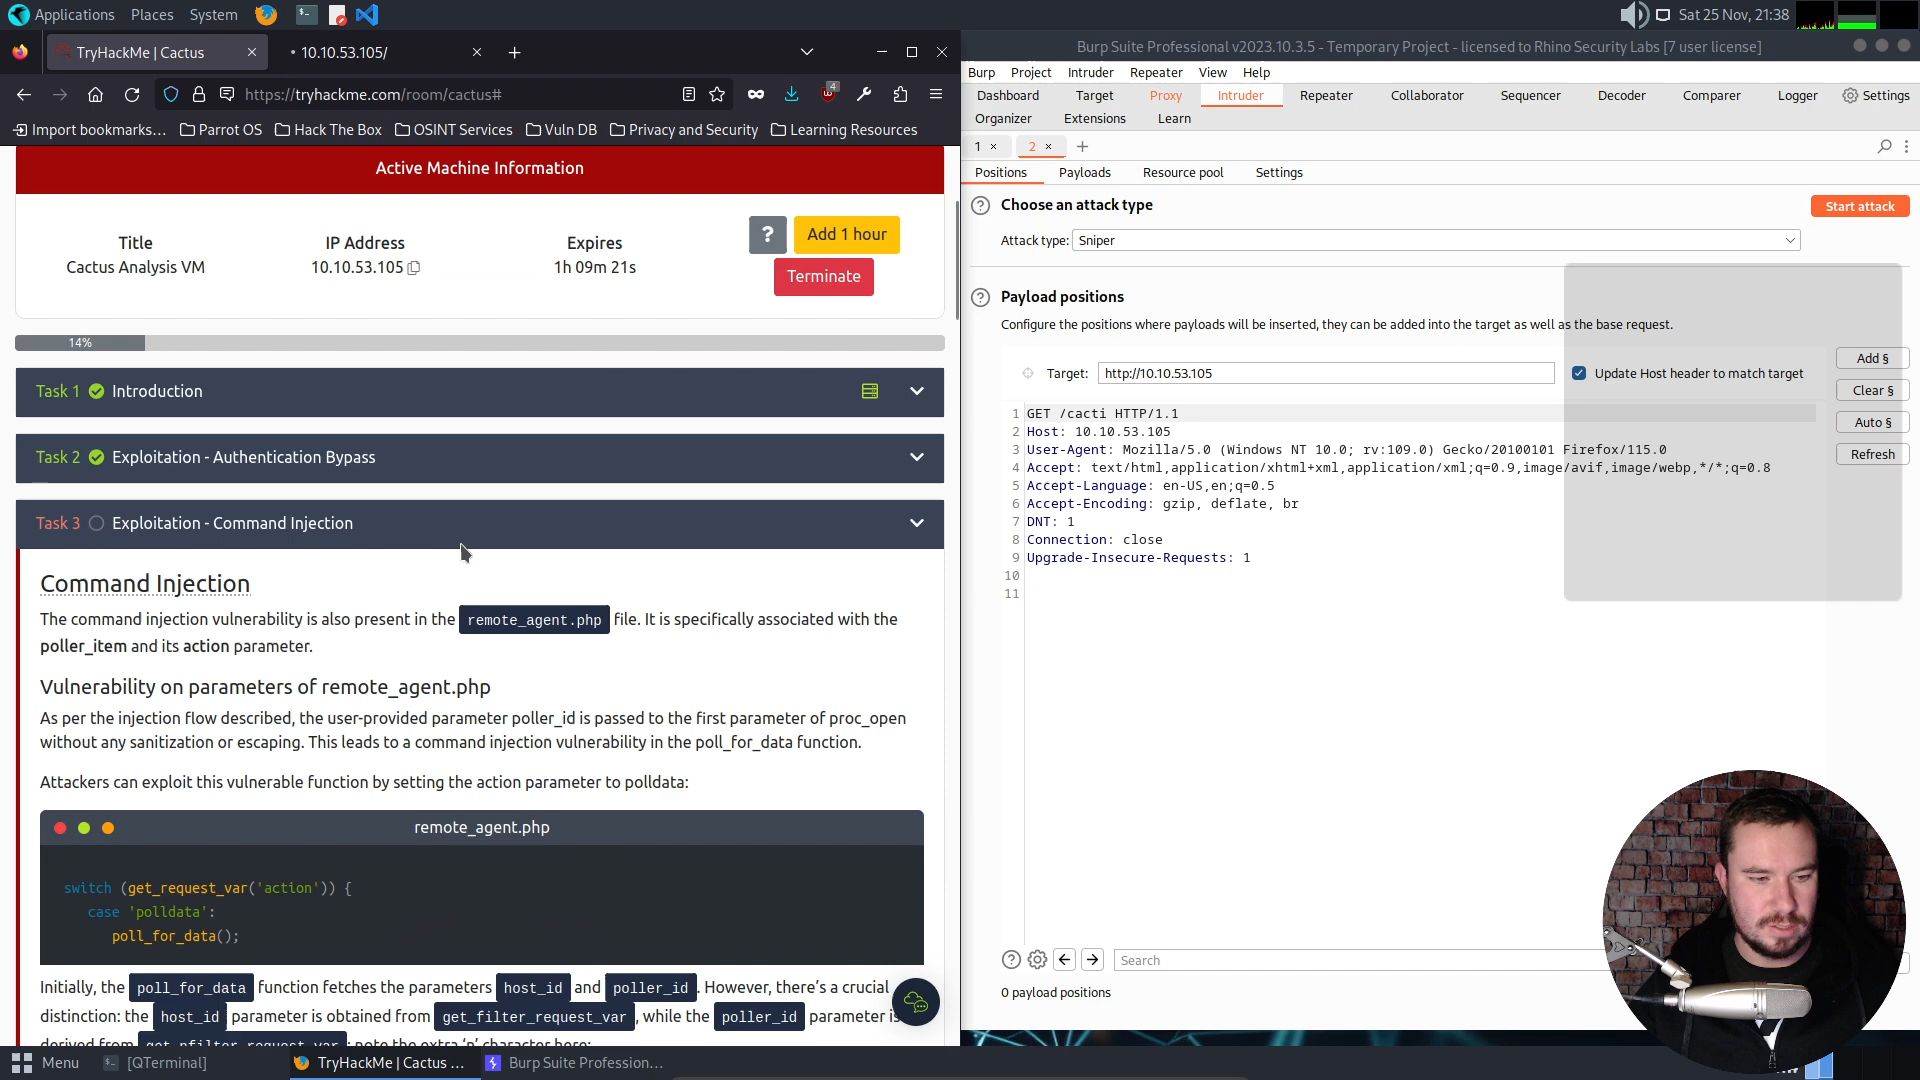 Applications Places System
Sat 25 Nov, 21:38
TryHackMe | Cactus
10.10.53.105/
https://tryhackme.com/room/cactus#
4
Import bookmarks...
Parrot OS
Hack The Box
OSINT Services
Vuln DB
Privacy and Security
Learning Resources
Active Machine Information
Title
IP Address
Expires
Cactus Analysis VM
10.10.53.105
1h 09m 21s
?
Add 1 hour
Terminate
14%
Task 1 Introduction
Task 2 Exploitation - Authentication Bypass
Task 3 Exploitation - Command Injection
Command Injection
The command injection vulnerability is also present in the remote_agent.php file. It is specifically associated with the
poller_item and its action parameter.
Vulnerability on parameters of remote_agent.php
As per the injection flow described, the user-provided parameter poller_id is passed to the first parameter of proc_open
without any sanitization or escaping. This leads to a command injection vulnerability in the poll_for_data function.
Attackers can exploit this vulnerable function by setting the action parameter to polldata:
remote_agent.php
switch (get_request_var('action')) {
case 'polldata':
poll_for_data();
Initially, the poll_for_data function fetches the parameters host_id and poller_id. However, there's a crucial
distinction: the host_id parameter is obtained from get_filter_request_var, while the poller_id parameter is
derived from get_nfilter_request_var; note the extra 'n' character here:
Burp Suite Professional v2023.10.3.5 - Temporary Project - licensed to Rhino Security Labs [7 user license]
Burp Project Intruder Repeater View Help
Dashboard Target Proxy Intruder Repeater Collaborator Sequencer Decoder Comparer Logger Settings
Organizer Extensions Learn
1 × 2 × +
Positions Payloads Resource pool Settings
? Choose an attack type
Start attack
Attack type: Sniper
? Payload positions
Configure the positions where payloads will be inserted, they can be added into the target as well as the base request.
Target: http://10.10.53.105
Update Host header to match target
Add §
Clear §
Auto §
Refresh
1 GET /cacti HTTP/1.1
2 Host: 10.10.53.105
3 User-Agent: Mozilla/5.0 (Windows NT 10.0; rv:109.0) Gecko/20100101 Firefox/115.0
4 Accept: text/html,application/xhtml+xml,application/xml;q=0.9,image/avif,image/webp,*/*;q=0.8
5 Accept-Language: en-US,en;q=0.5
6 Accept-Encoding: gzip, deflate, br
7 DNT: 1
8 Connection: close
9 Upgrade-Insecure-Requests: 1
10
11
Search
0 payload positions
Menu
[QTerminal]
TryHackMe | Cactus ...
Burp Suite Profession...